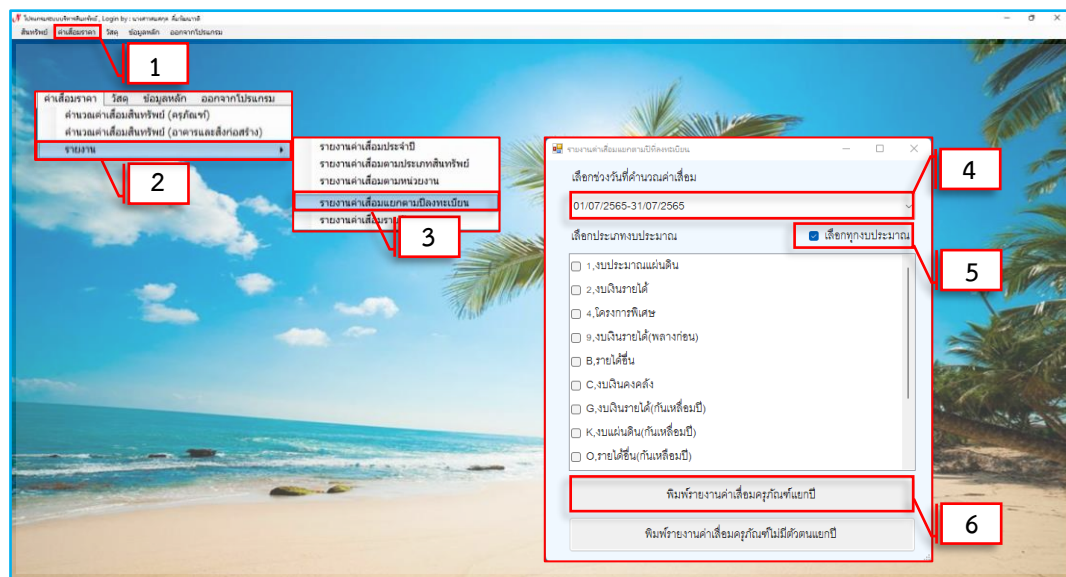 โปรแกรมระบบบริหารสินทรัพย์ , Login by :
สินทรัพย์ ค่าเสื่อมราคา วัสดุ ข้อมูลหลัก ออกจากโปรแกรม
1
ค่าเสื่อมราคา วัสดุ ข้อมูลหลัก ออกจากโปรแกรม
คำนวณค่าเสื่อมสินทรัพย์ (ครุภัณฑ์)
คำนวณค่าเสื่อมสินทรัพย์ (อาคารและสิ่งก่อสร้าง)
รายงาน
2
รายงานค่าเสื่อมประจำปี
รายงานค่าเสื่อมตามประเภทสินทรัพย์
รายงานค่าเสื่อมตามหน่วยงาน
รายงานค่าเสื่อมแยกตามปีลงทะเบียน
รายงานค่าเสื่อมรา
3
รายงานค่าเสื่อมแยกตามปีที่ลงทะเบียน
เลือกช่วงวันที่คำนวณค่าเสื่อม
4
01/07/2565-31/07/2565
เลือกประเภทงบประมาณ
เลือกทุกงบประมาณ
5
1,งบประมาณแผ่นดิน
2,งบเงินรายได้
4,โครงการพิเศษ
9,งบเงินรายได้(พลางก่อน)
B,รายได้อื่น
C,งบเงินคงคลัง
G,งบเงินรายได้(กันเหลื่อมปี)
K,งบแผ่นดิน(กันเหลื่อมปี)
O,รายได้อื่น(กันเหลื่อมปี)
พิมพ์รายงานค่าเสื่อมครุภัณฑ์แยกปี
6
พิมพ์รายงานค่าเสื่อมครุภัณฑ์ไม่มีตัวตนแยกปี